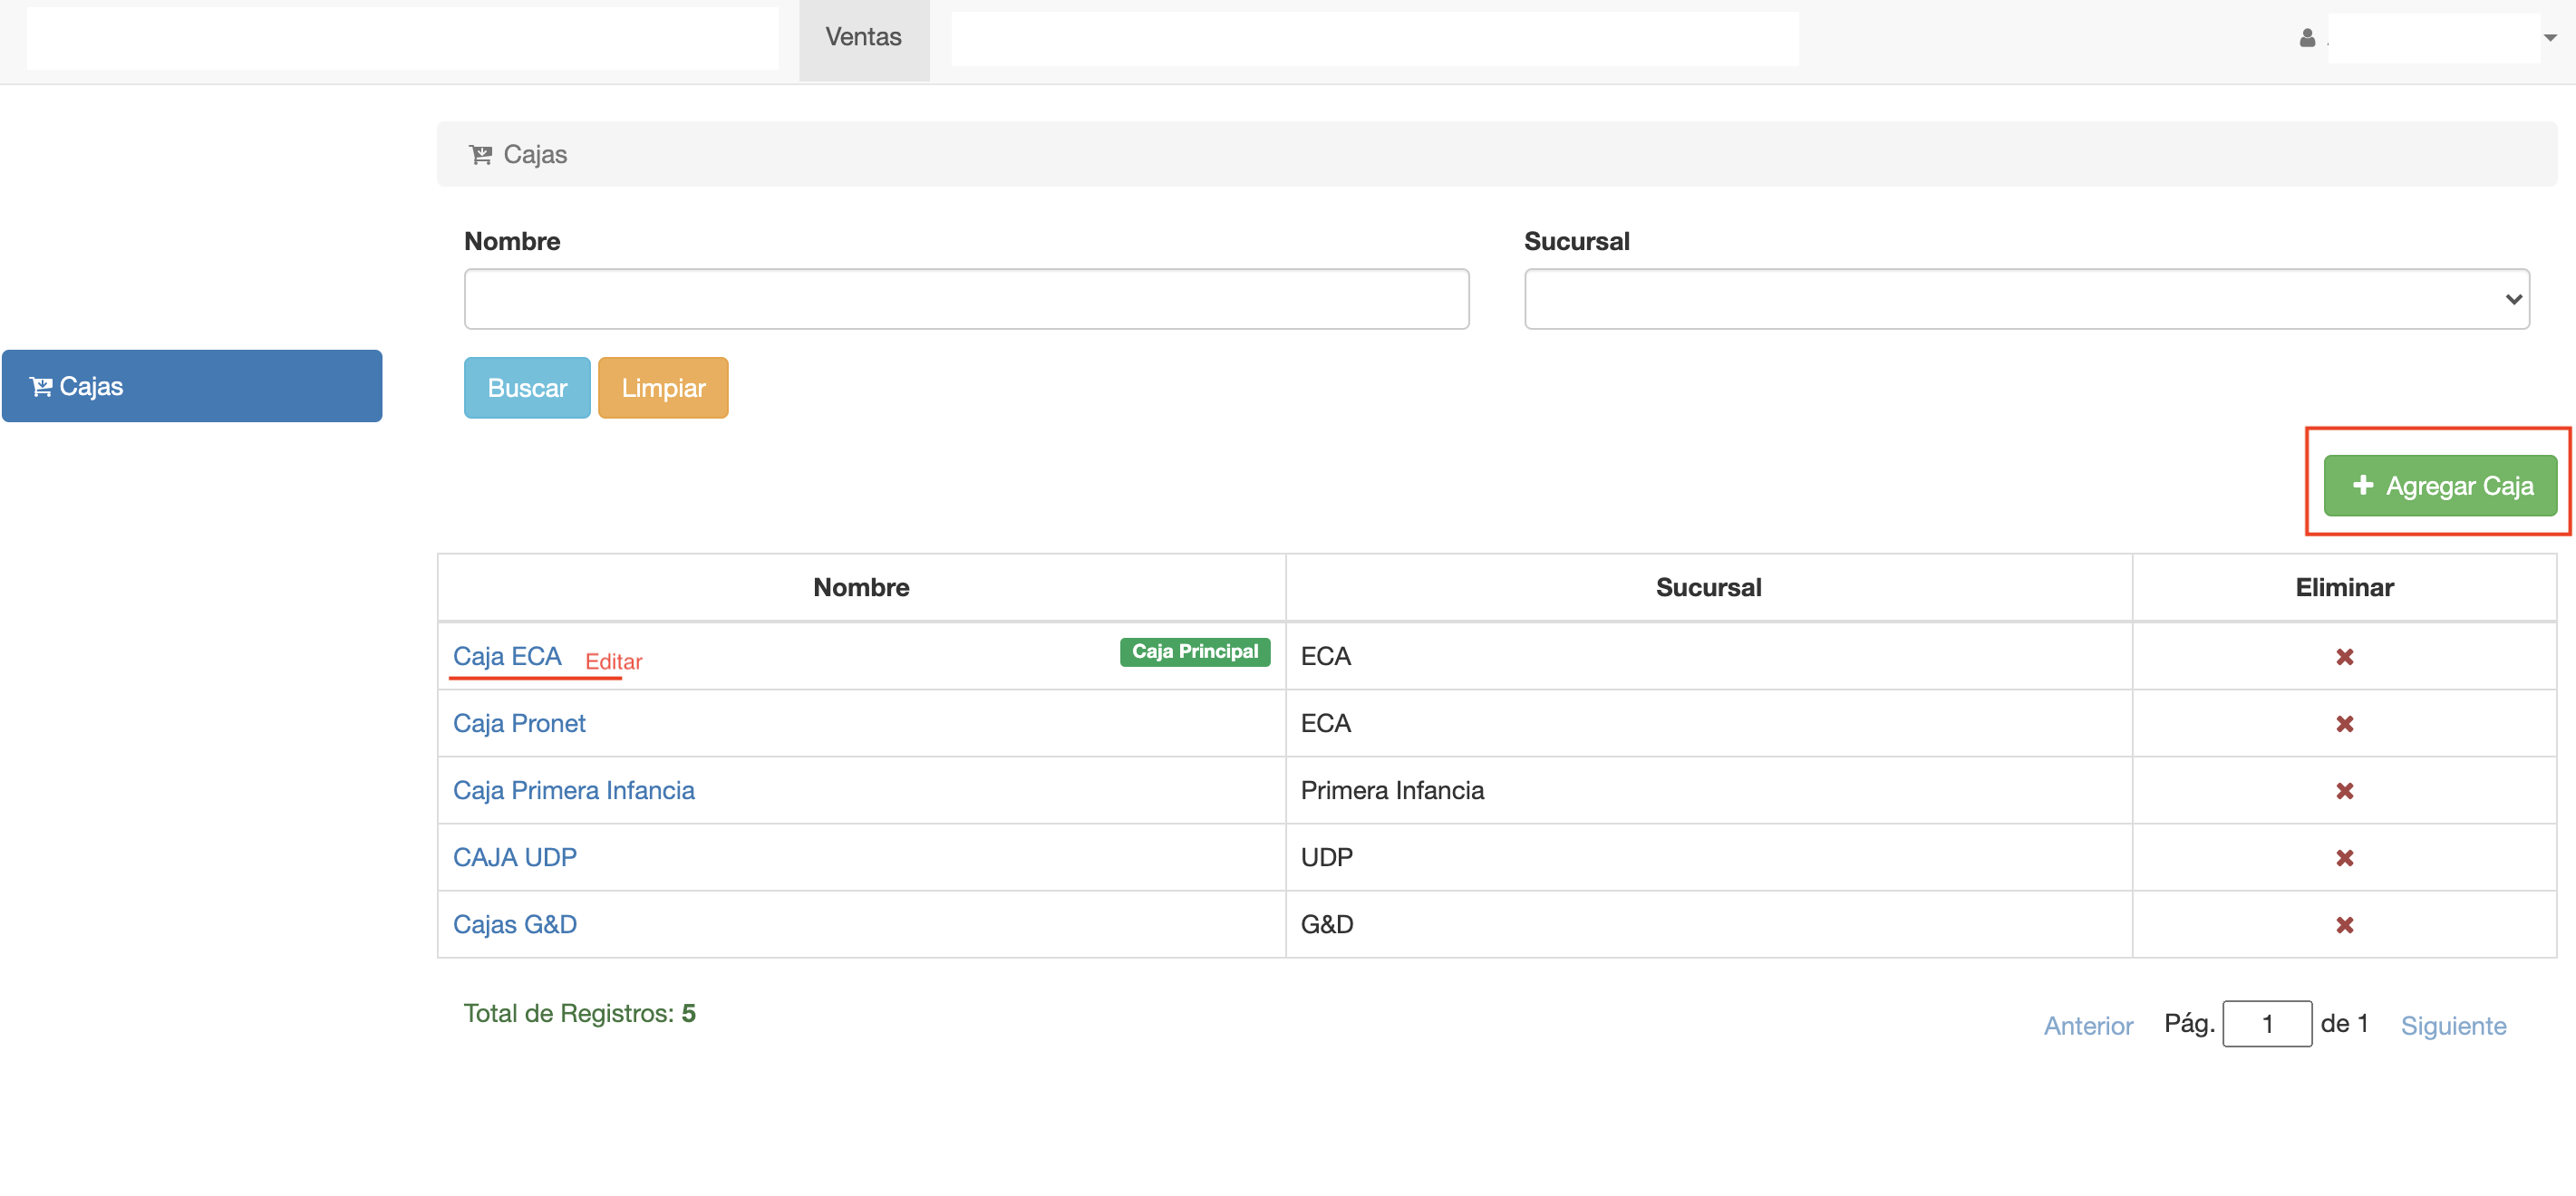 Ventas
Cajas
Nombre
Sucursal
Cajas
Buscar Limpiar
Agregar Caja
Nombre Sucursal Eliminar
Caja ECA Editar Caja Principal ECA
Caja Pronet ECA
Caja Primera Infancia Primera Infancia
CAJA UDP UDP
Cajas G&D G&D
Total de Registros: 5
Anterior Pág. 1 de 1 Siguiente